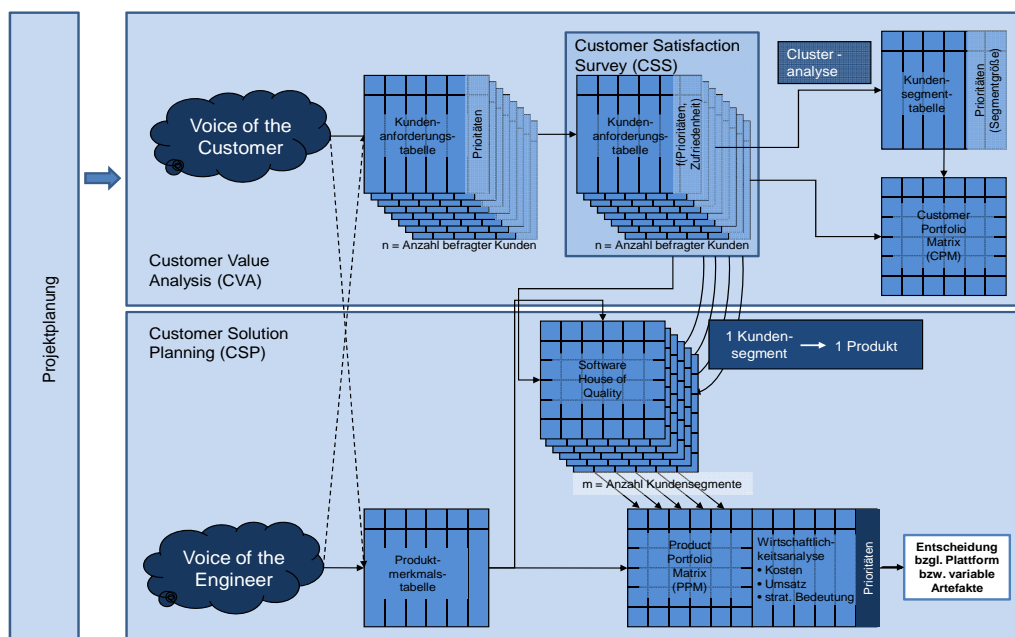 Projektplanung
Customer Value
Analysis (CVA)
Voice of the
Customer
Kunden-
anforderungs-
tabelle
Prioitäten
n = Anzahl befragter Kunden
Customer Satisfaction
Survey (CSS)
Kunden-
anforderungs-
tabelle
f(Prioritäten,
Zufriedenheit)
n = Anzahl befragter Kunden
Cluster -
analyse
Kunden-
segment-
tabelle
Prioritäten
(Segmentgröße)
Customer
Portfolio
Matrix
(CPM)
Customer Solution
Planning (CSP)
Software
House of
Quality
m = Anzahl Kundensegmente
1 Kunden-
segment
1 Produkt
Voice of the
Engineer
Produkt-
merkmals-
tabelle
Product
Portfolio
Matrix
(PPM)
Wirtschaftlich-
keitsanalyse
• Kosten
• Umsatz
• strat. Bedeutung
Prioritäten
Entscheidung
bzgl. Plattform
bzw. variable
Artefakte